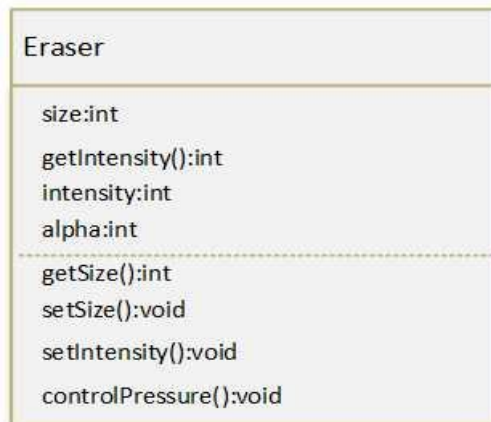 Eraser
size:int
getIntensity():int
intensity:int
alpha:int
getSize():int
setSize():void
setIntensity():void
controlPressure():void